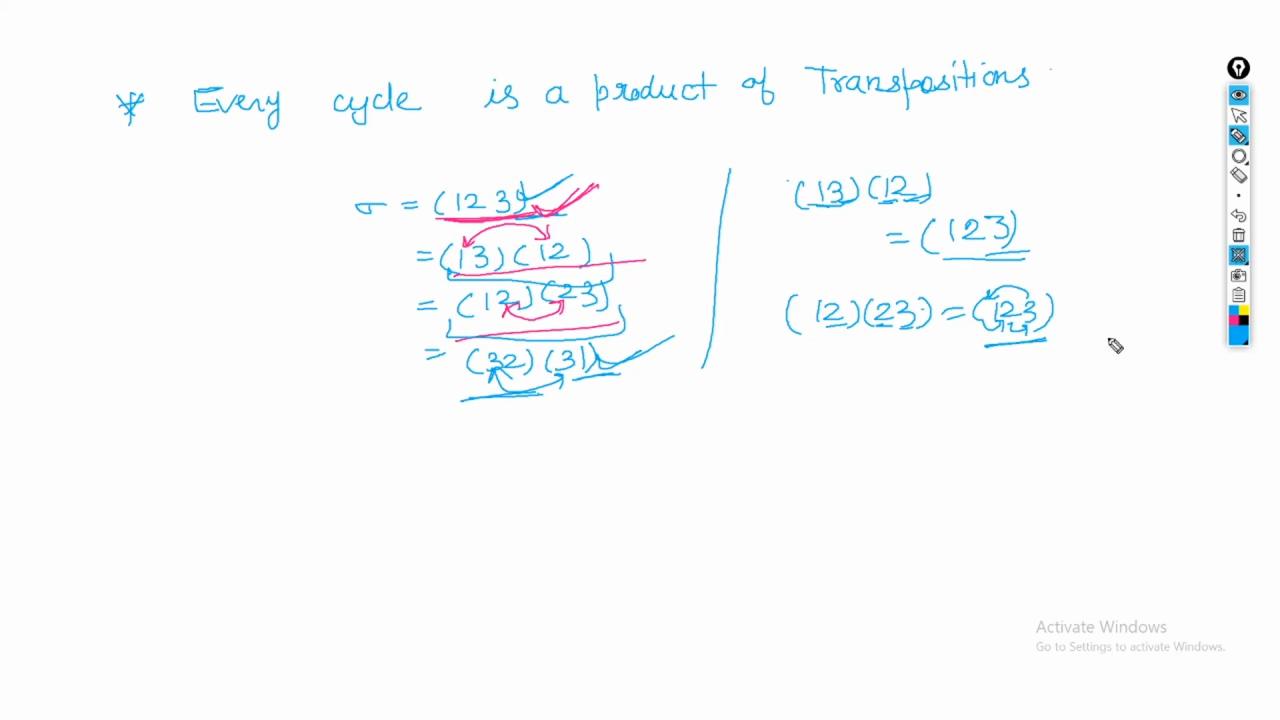 * Every cycle is a product of Transpositions
σ = (1 2 3)
= (1 3) (1 2)
= (1 2) (2 3)
= (3 2) (3 1)
(1 3) (1 2)
= (1 2 3)
(1 2) (2 3) = (1 2 3)
Activate Windows
Go to Settings to activate Windows.